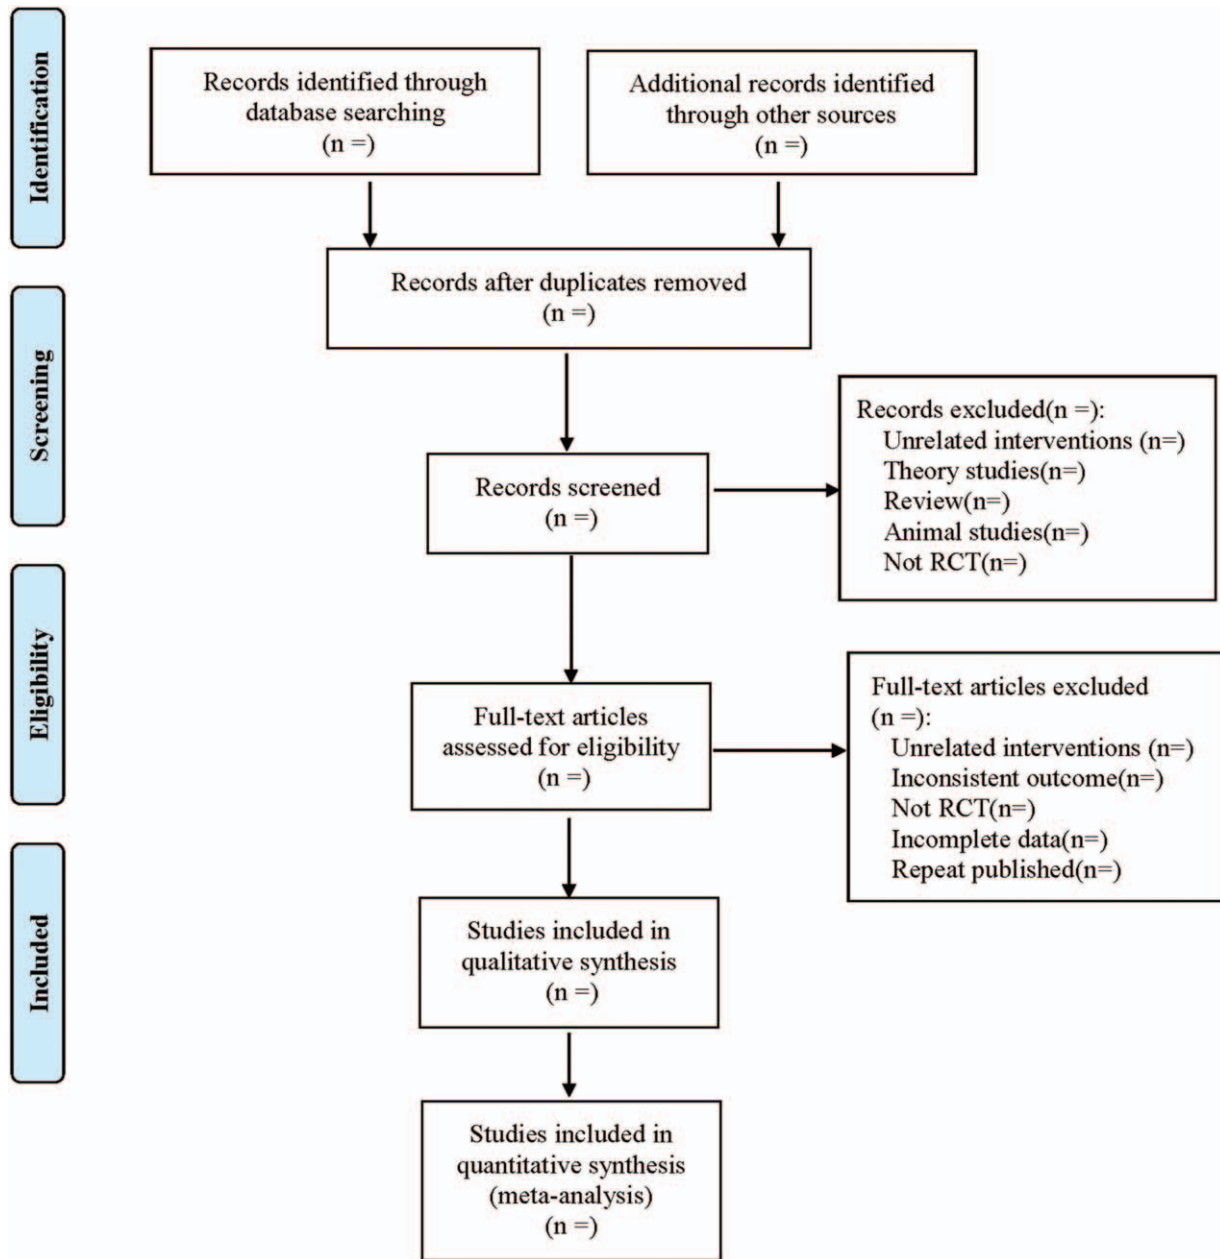 Identification
Records identified through
database searching
(n =)
Additional records identified
through other sources
(n =)
Records after duplicates removed
(n =)
Screening
Records screened
(n =)
Records excluded(n =):
Unrelated interventions (n=)
Theory studies(n=)
Review(n=)
Animal studies(n=)
Not RCT(n=)
Eligibility
Full-text articles
assessed for eligibility
(n =)
Full-text articles excluded
(n =):
Unrelated interventions (n=)
Inconsistent outcome(n=)
Not RCT(n=)
Incomplete data(n=)
Repeat published(n=)
Included
Studies included in
qualitative synthesis
(n =)
Studies included in
quantitative synthesis
(meta-analysis)
(n =)